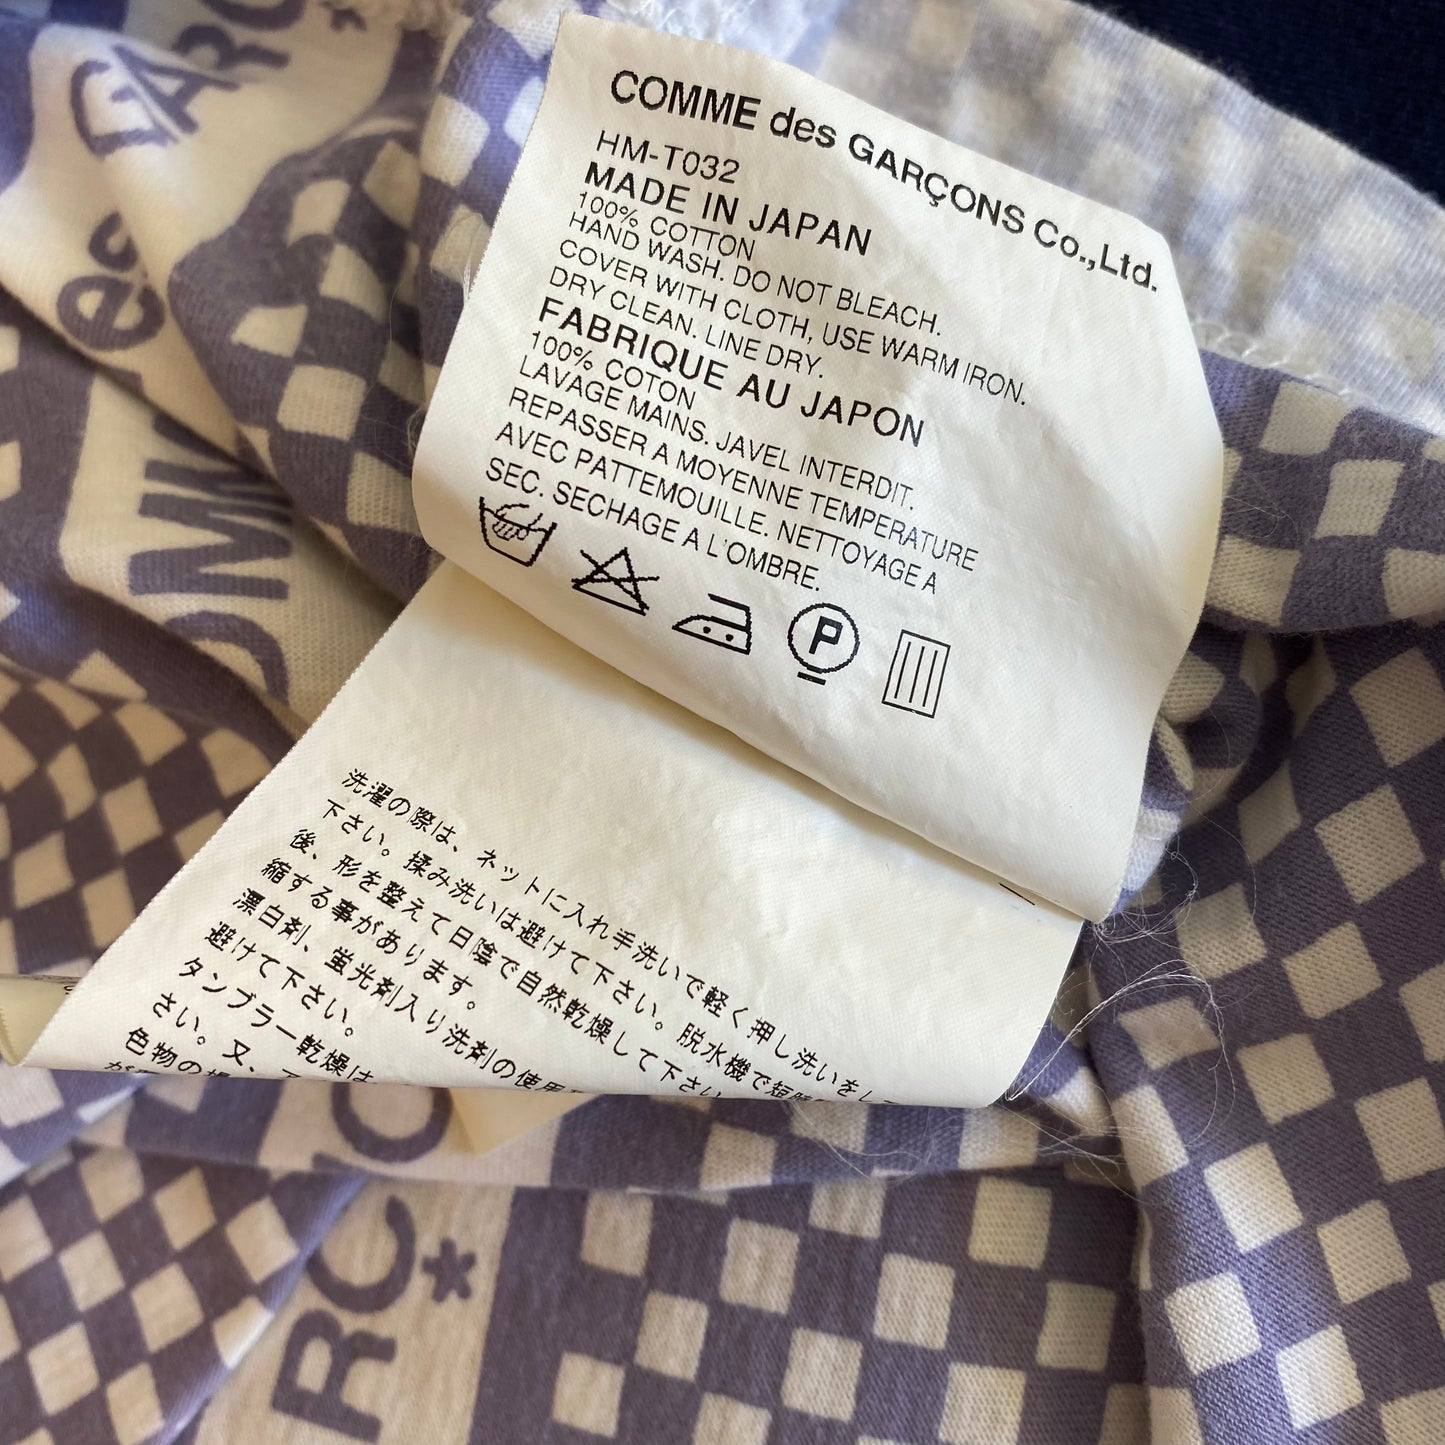 COMME des GARÇONS Co.,Ltd.
HM-T032
MADE IN JAPAN
100% COTTON
HAND WASH. DO NOT BLEACH.
COVER WITH CLOTH, USE WARM IRON.
DRY CLEAN. LINE DRY.
FABRIQUE AU JAPON
100% COTON
LAVAGE MAINS. JAVEL INTERDIT.
REPASSER A MOYENNE TEMPERATURE
AVEC PATTEMOUILLE. NETTOYAGE A
SEC. SECHAGE A L'OMBRE.
P
洗濯の際は、ネットに入れ手洗いで軽く押し洗いをして
下さい。揉み洗いは避けて下さい。脱水機で短時間
後、形を整えて日陰で自然乾燥して下さい
縮する事があります。
漂白剤、蛍光剤入り洗剤の使用
避けて下さい。
タンブラー乾燥は
さい。又、
色物の
es
GARÇ
OMM
RÇO
*